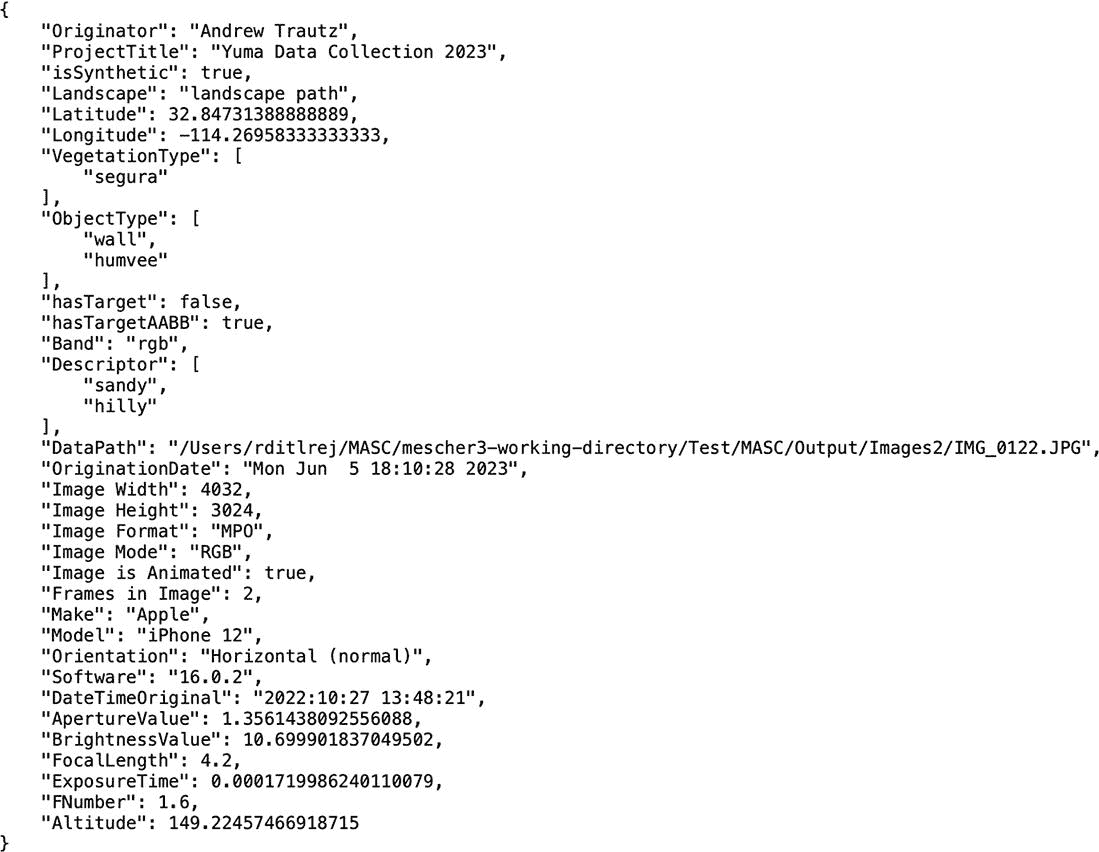 {
    "Originator": "Andrew Trautz",
    "ProjectTitle": "Yuma Data Collection 2023",
    "isSynthetic": true,
    "Landscape": "landscape path",
    "Latitude": 32.84731388888889,
    "Longitude": -114.26958333333333,
    "VegetationType": [
        "segura"
    ],
    "ObjectType": [
        "wall",
        "humvee"
    ],
    "hasTarget": false,
    "hasTargetAABB": true,
    "Band": "rgb",
    "Descriptor": [
        "sandy",
        "hilly"
    ],
    "DataPath": "/Users/rditlrej/MASC/mescher3-working-directory/Test/MASC/Output/Images2/IMG_0122.JPG",
    "OriginationDate": "Mon Jun  5 18:10:28 2023",
    "Image Width": 4032,
    "Image Height": 3024,
    "Image Format": "MPO",
    "Image Mode": "RGB",
    "Image is Animated": true,
    "Frames in Image": 2,
    "Make": "Apple",
    "Model": "iPhone 12",
    "Orientation": "Horizontal (normal)",
    "Software": "16.0.2",
    "DateTimeOriginal": "2022:10:27 13:48:21",
    "ApertureValue": 1.3561438092556088,
    "BrightnessValue": 10.699901837049502,
    "FocalLength": 4.2,
    "ExposureTime": 0.0001719986240110079,
    "FNumber": 1.6,
    "Altitude": 149.22457466918715
}